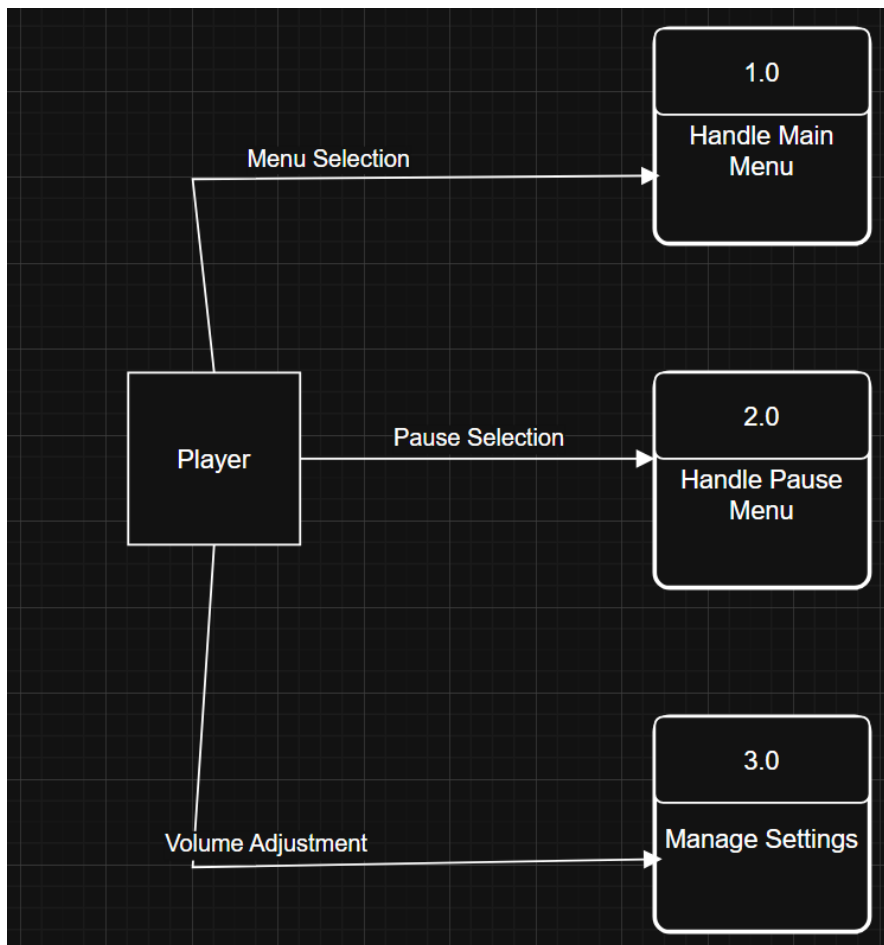 1.0
Handle Main
Menu
Menu Selection
Player
Pause Selection
2.0
Handle Pause
Menu
3.0
Manage Settings
Volume Adjustment